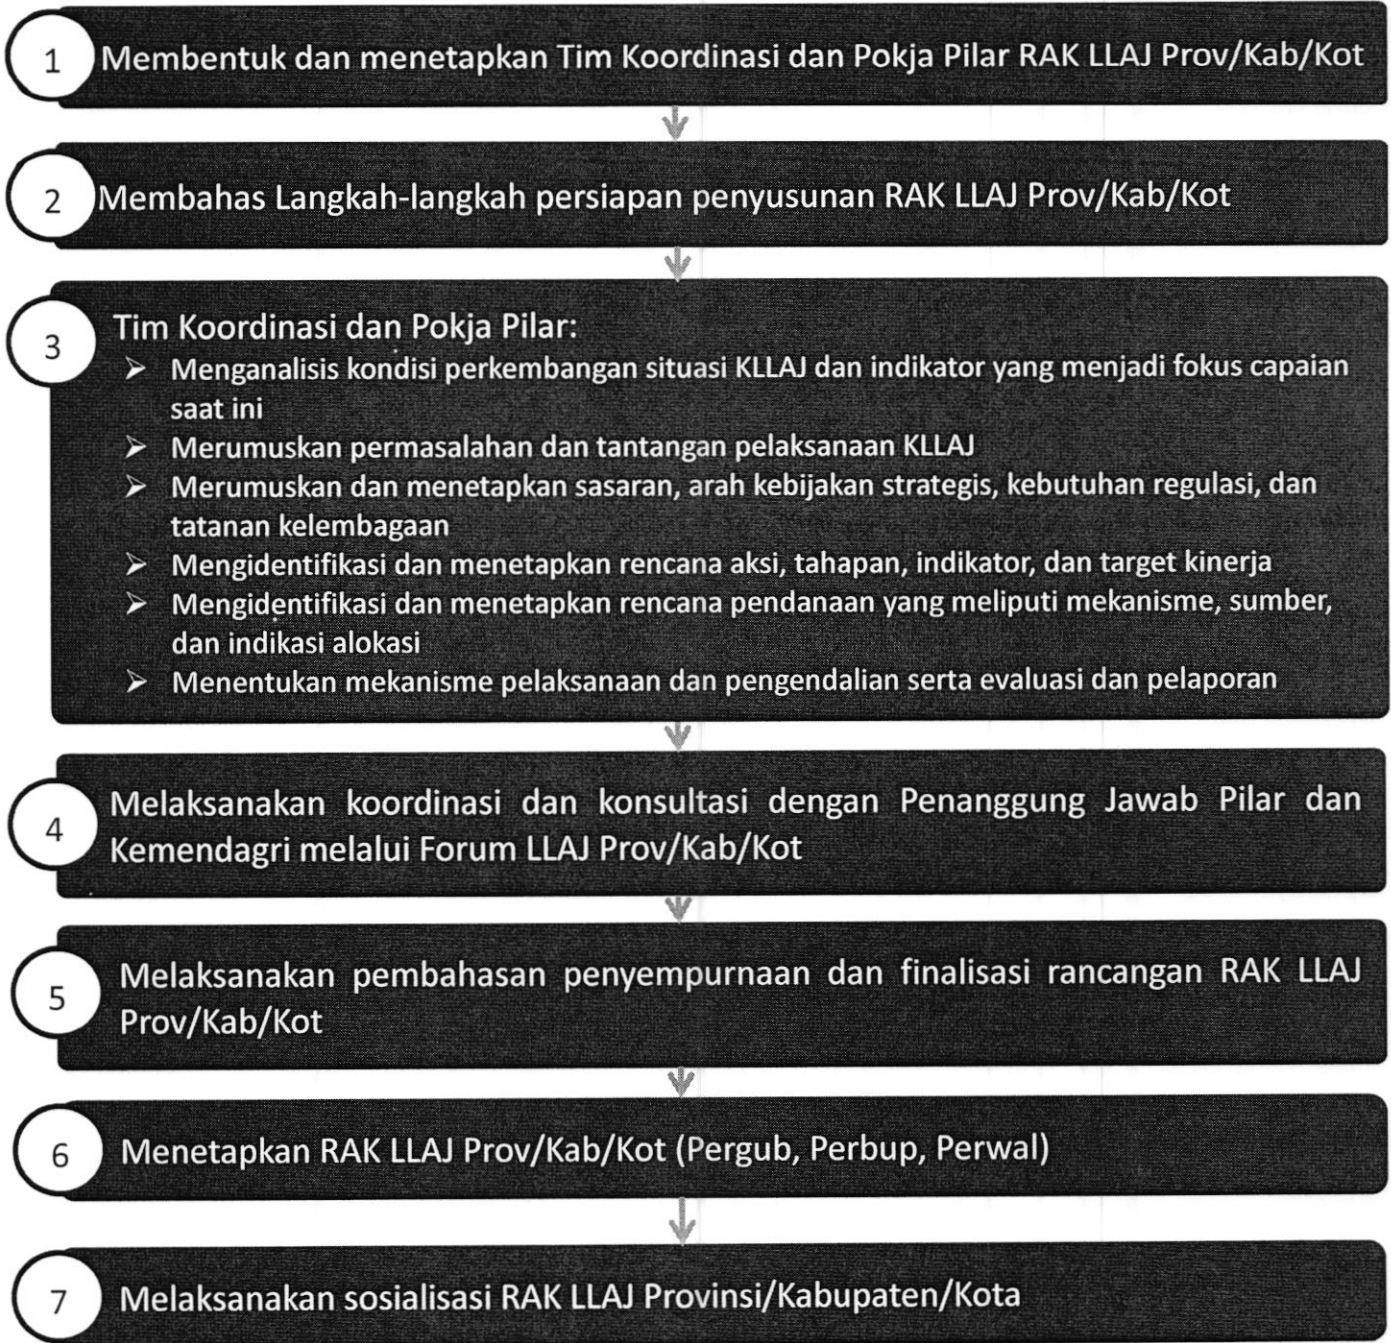 1 Membentuk dan menetapkan Tim Koordinasi dan Pokja Pilar RAK LLAJ Prov/Kab/Kot
2 Membahas Langkah-langkah persiapan penyusunan RAK LLAJ Prov/Kab/Kot
3 Tim Koordinasi dan Pokja Pilar:
➢ Menganalisis kondisi perkembangan situasi KLLAJ dan indikator yang menjadi fokus capaian
saat ini
➢ Merumuskan permasalahan dan tantangan pelaksanaan KLLAJ
➢ Merumuskan dan menetapkan sasaran, arah kebijakan strategis, kebutuhan regulasi, dan
tatanan kelembagaan
➢ Mengidentifikasi dan menetapkan rencana aksi, tahapan, indikator, dan target kinerja
➢ Mengidentifikasi dan menetapkan rencana pendanaan yang meliputi mekanisme, sumber,
dan indikasi alokasi
➢ Menentukan mekanisme pelaksanaan dan pengendalian serta evaluasi dan pelaporan
4 Melaksanakan koordinasi dan konsultasi dengan Penanggung Jawab Pilar dan
Kemendagri melalui Forum LLAJ Prov/Kab/Kot
5 Melaksanakan pembahasan penyempurnaan dan finalisasi rancangan RAK LLAJ
Prov/Kab/Kot
6 Menetapkan RAK LLAJ Prov/Kab/Kot (Pergub, Perbup, Perwal)
7 Melaksanakan sosialisasi RAK LLAJ Provinsi/Kabupaten/Kota